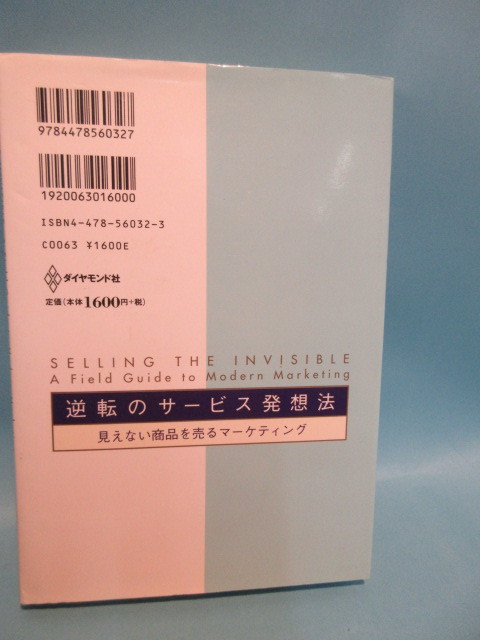 9784478560327
1920063016000
ISBN4-478-56032-3
C0063 ¥1600E
ダイヤモンド社
定価(本体1600円+税)
SELLING THE INVISIBLE
A Field Guide to Modern Marketing
逆転のサービス発想法
見えない商品を売るマーケティング